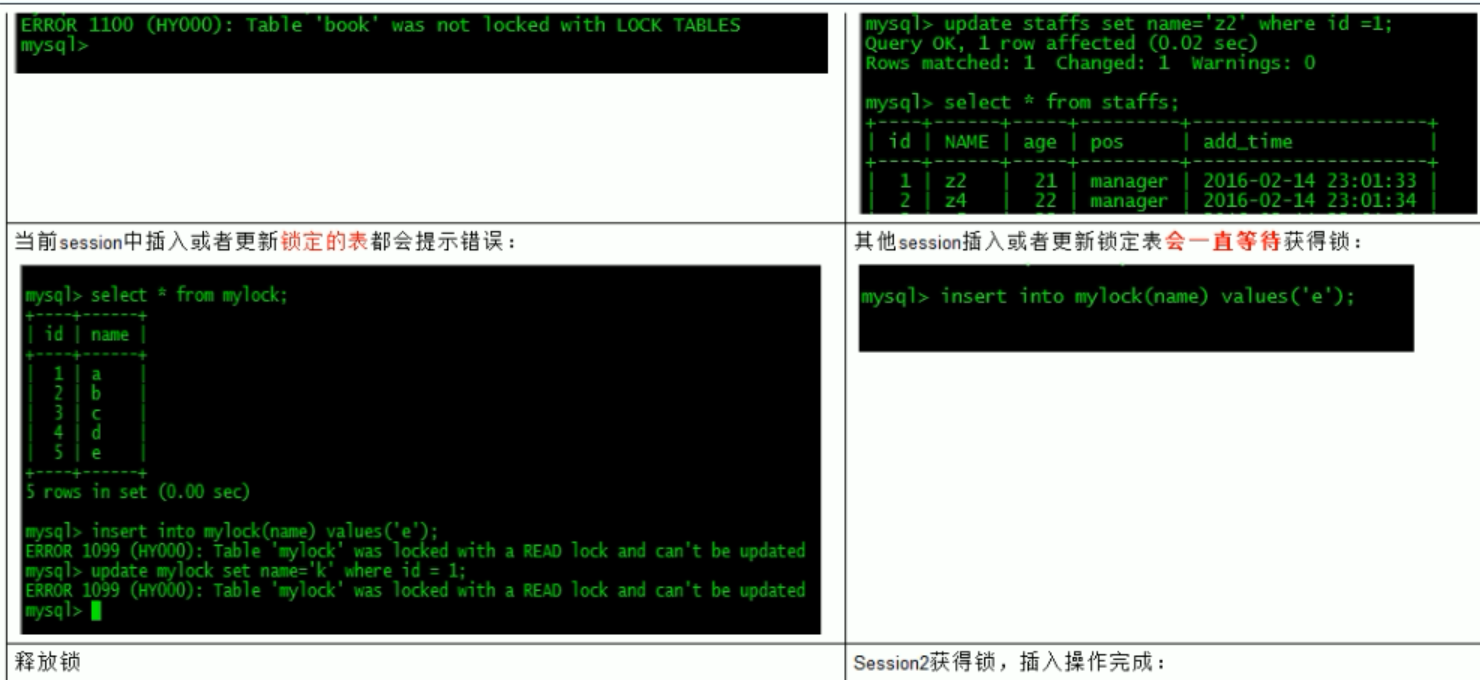 ERROR 1100 (HY000): Table 'book' was not locked with LOCK TABLES
mysql>
mysql> update staffs set name='z2' where id =1;
Query OK, 1 row affected (0.02 sec)
Rows matched: 1  Changed: 1  Warnings: 0
mysql> select * from staffs;
+----+------+-----+---------+---------------------+
| id | NAME | age | pos | add_time |
+----+------+-----+---------+---------------------+
| 1 | z2 | 21 | manager | 2016-02-14 23:01:33 |
| 2 | z4 | 22 | manager | 2016-02-14 23:01:34 |
当前session中插入或者更新锁定的表都会提示错误：
mysql> select * from mylock;
+----+------+
| id | name |
+----+------+
| 1 | a |
| 2 | b |
| 3 | c |
| 4 | d |
| 5 | e |
+----+------+
5 rows in set (0.00 sec)
mysql> insert into mylock(name) values('e');
ERROR 1099 (HY000): Table 'mylock' was locked with a READ lock and can't be updated
mysql> update mylock set name='k' where id = 1;
ERROR 1099 (HY000): Table 'mylock' was locked with a READ lock and can't be updated
mysql>
其他session插入或者更新锁定表会一直等待获得锁：
mysql> insert into mylock(name) values('e');
释放锁
Session2获得锁，插入操作完成：